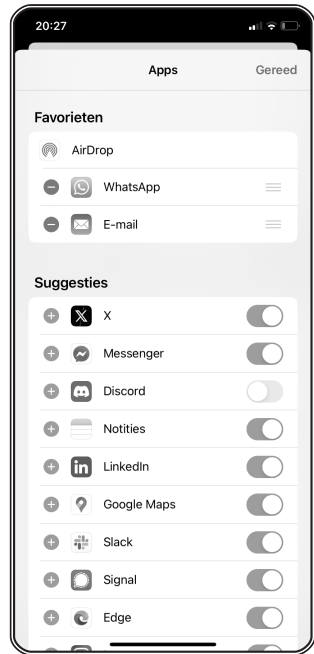 20:27
Apps
Gereed
Favorieten
AirDrop
WhatsApp
E-mail
Suggesties
X
Messenger
Discord
Notities
LinkedIn
Google Maps
Slack
Signal
Edge